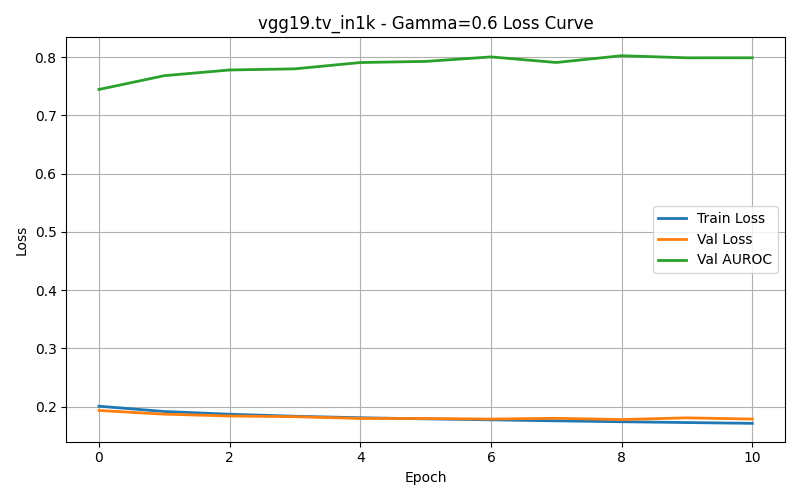 vgg19.tv_in1k - Gamma=0.6 Loss Curve
0.8
0.7
0.6
0.5
0.4
0.3
0.2
Loss
Train Loss
Val Loss
Val AUROC
0 2 4 6 8 10
Epoch